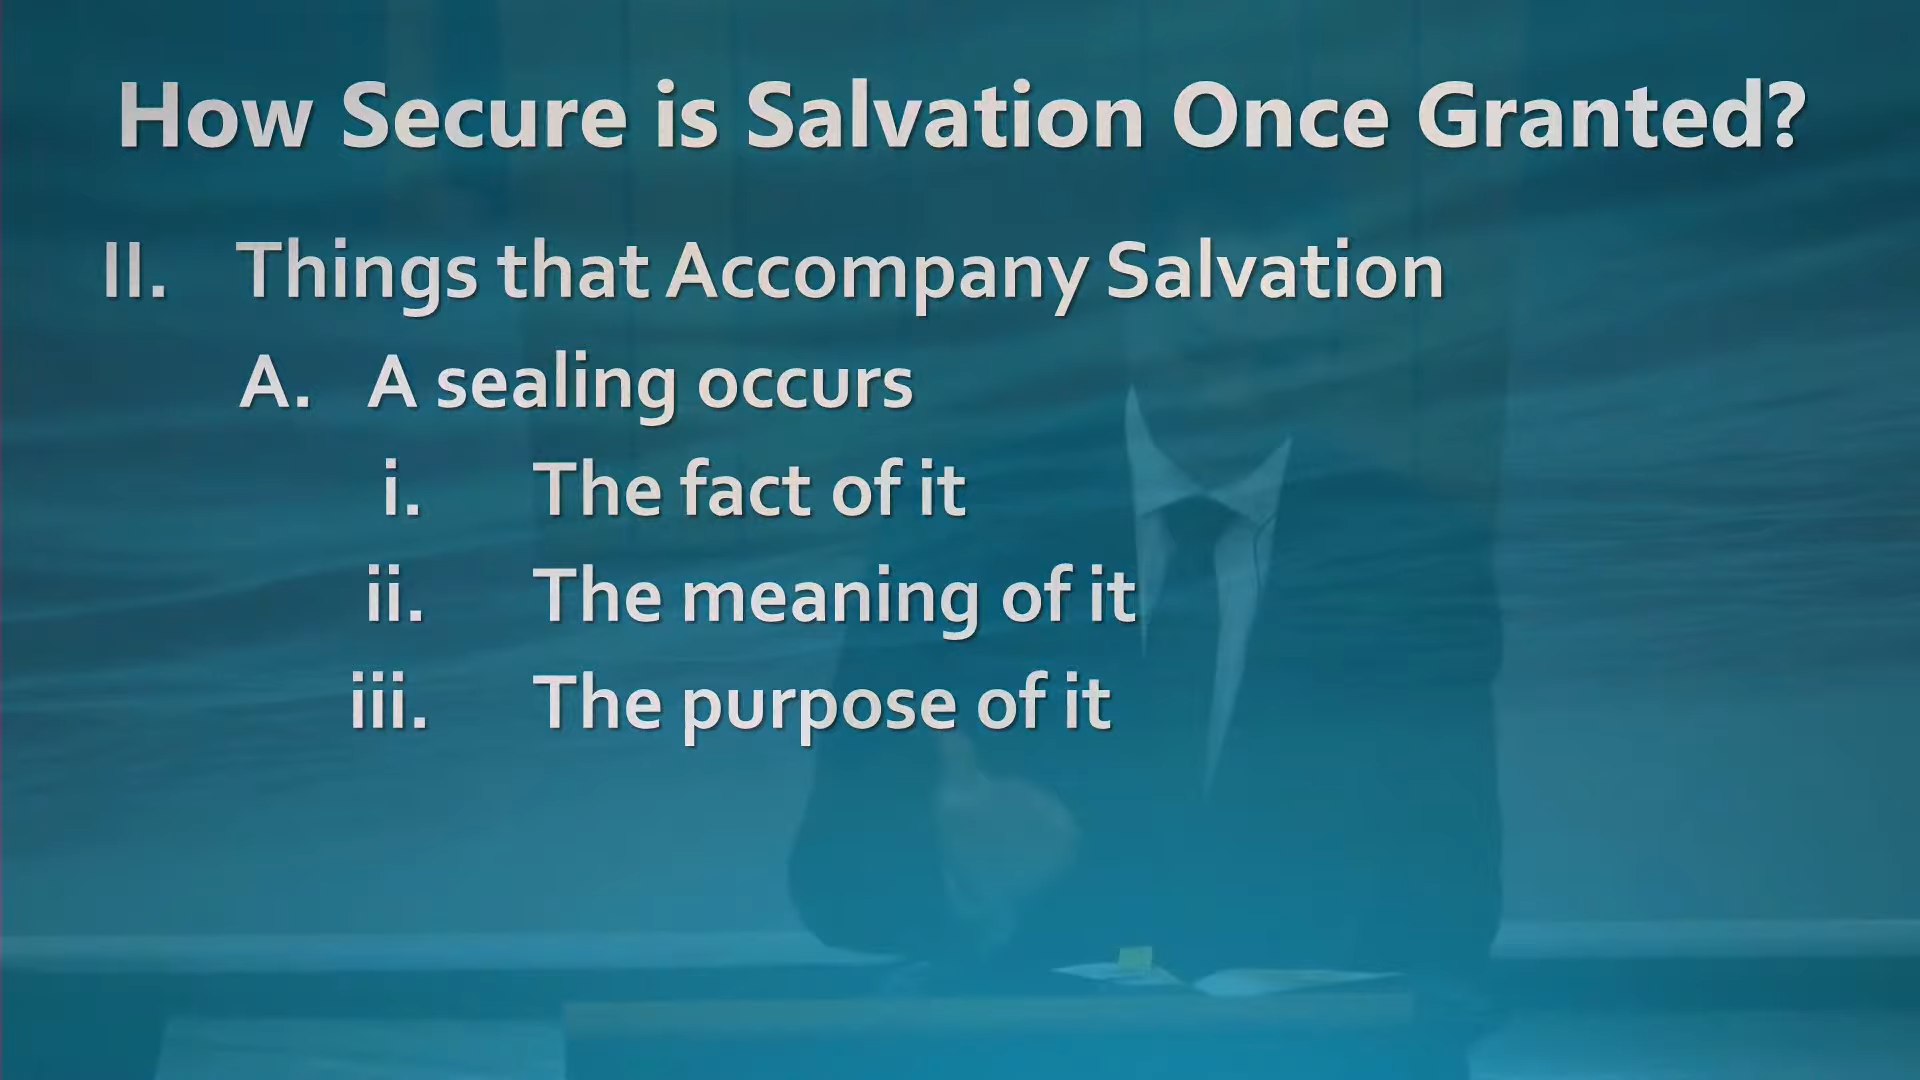 How Secure is Salvation Once Granted?
II. Things that Accompany Salvation
A. A sealing occurs
i. The fact of it
ii. The meaning of it
iii. The purpose of it